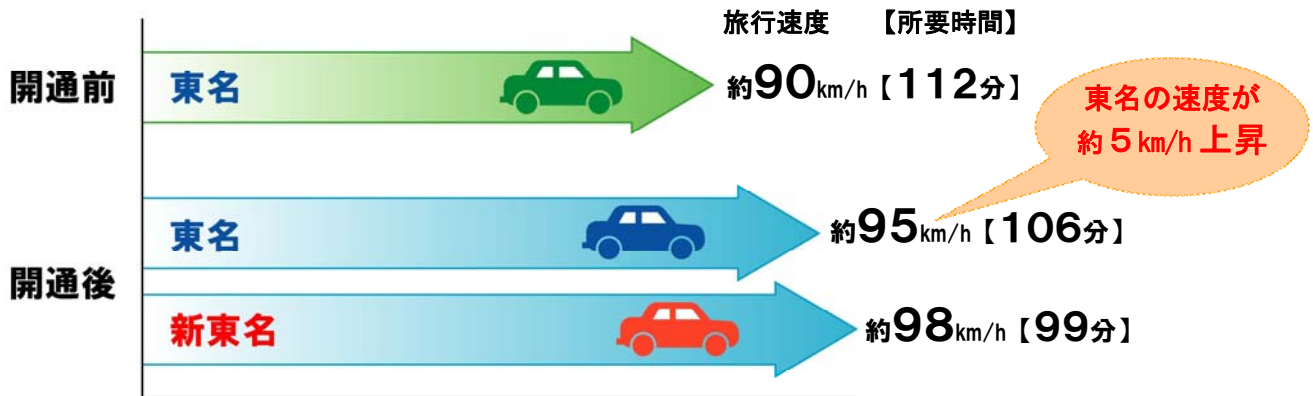 旅行速度 【所要時間】
開通前 東名 約90km/h【112分】
東名の速度が
約5km/h上昇
東名 約95km/h【106分】
開通後
新東名 約98km/h【99分】